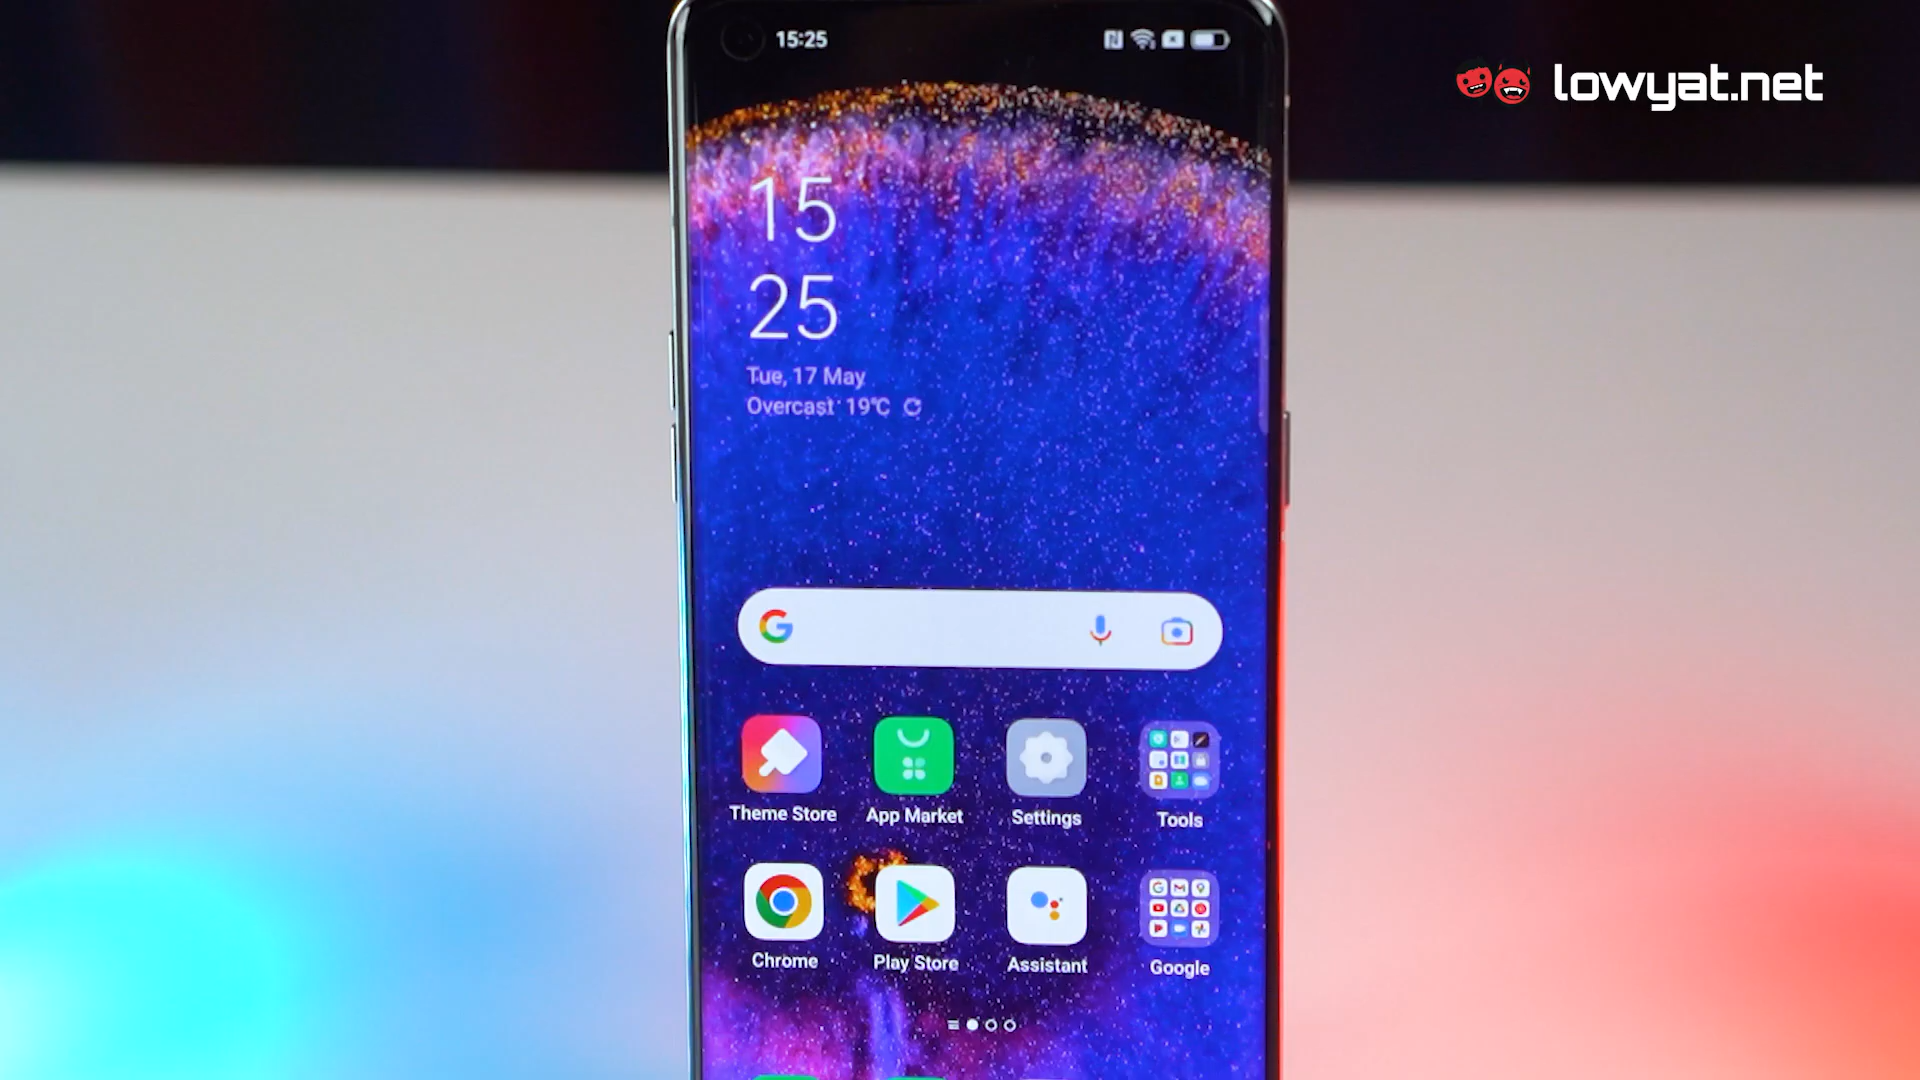 15:25
lowyat.net
15
25
Tue, 17 May
Overcast 19°C
Theme Store
App Market
Settings
Tools
Chrome
Play Store
Assistant
Google